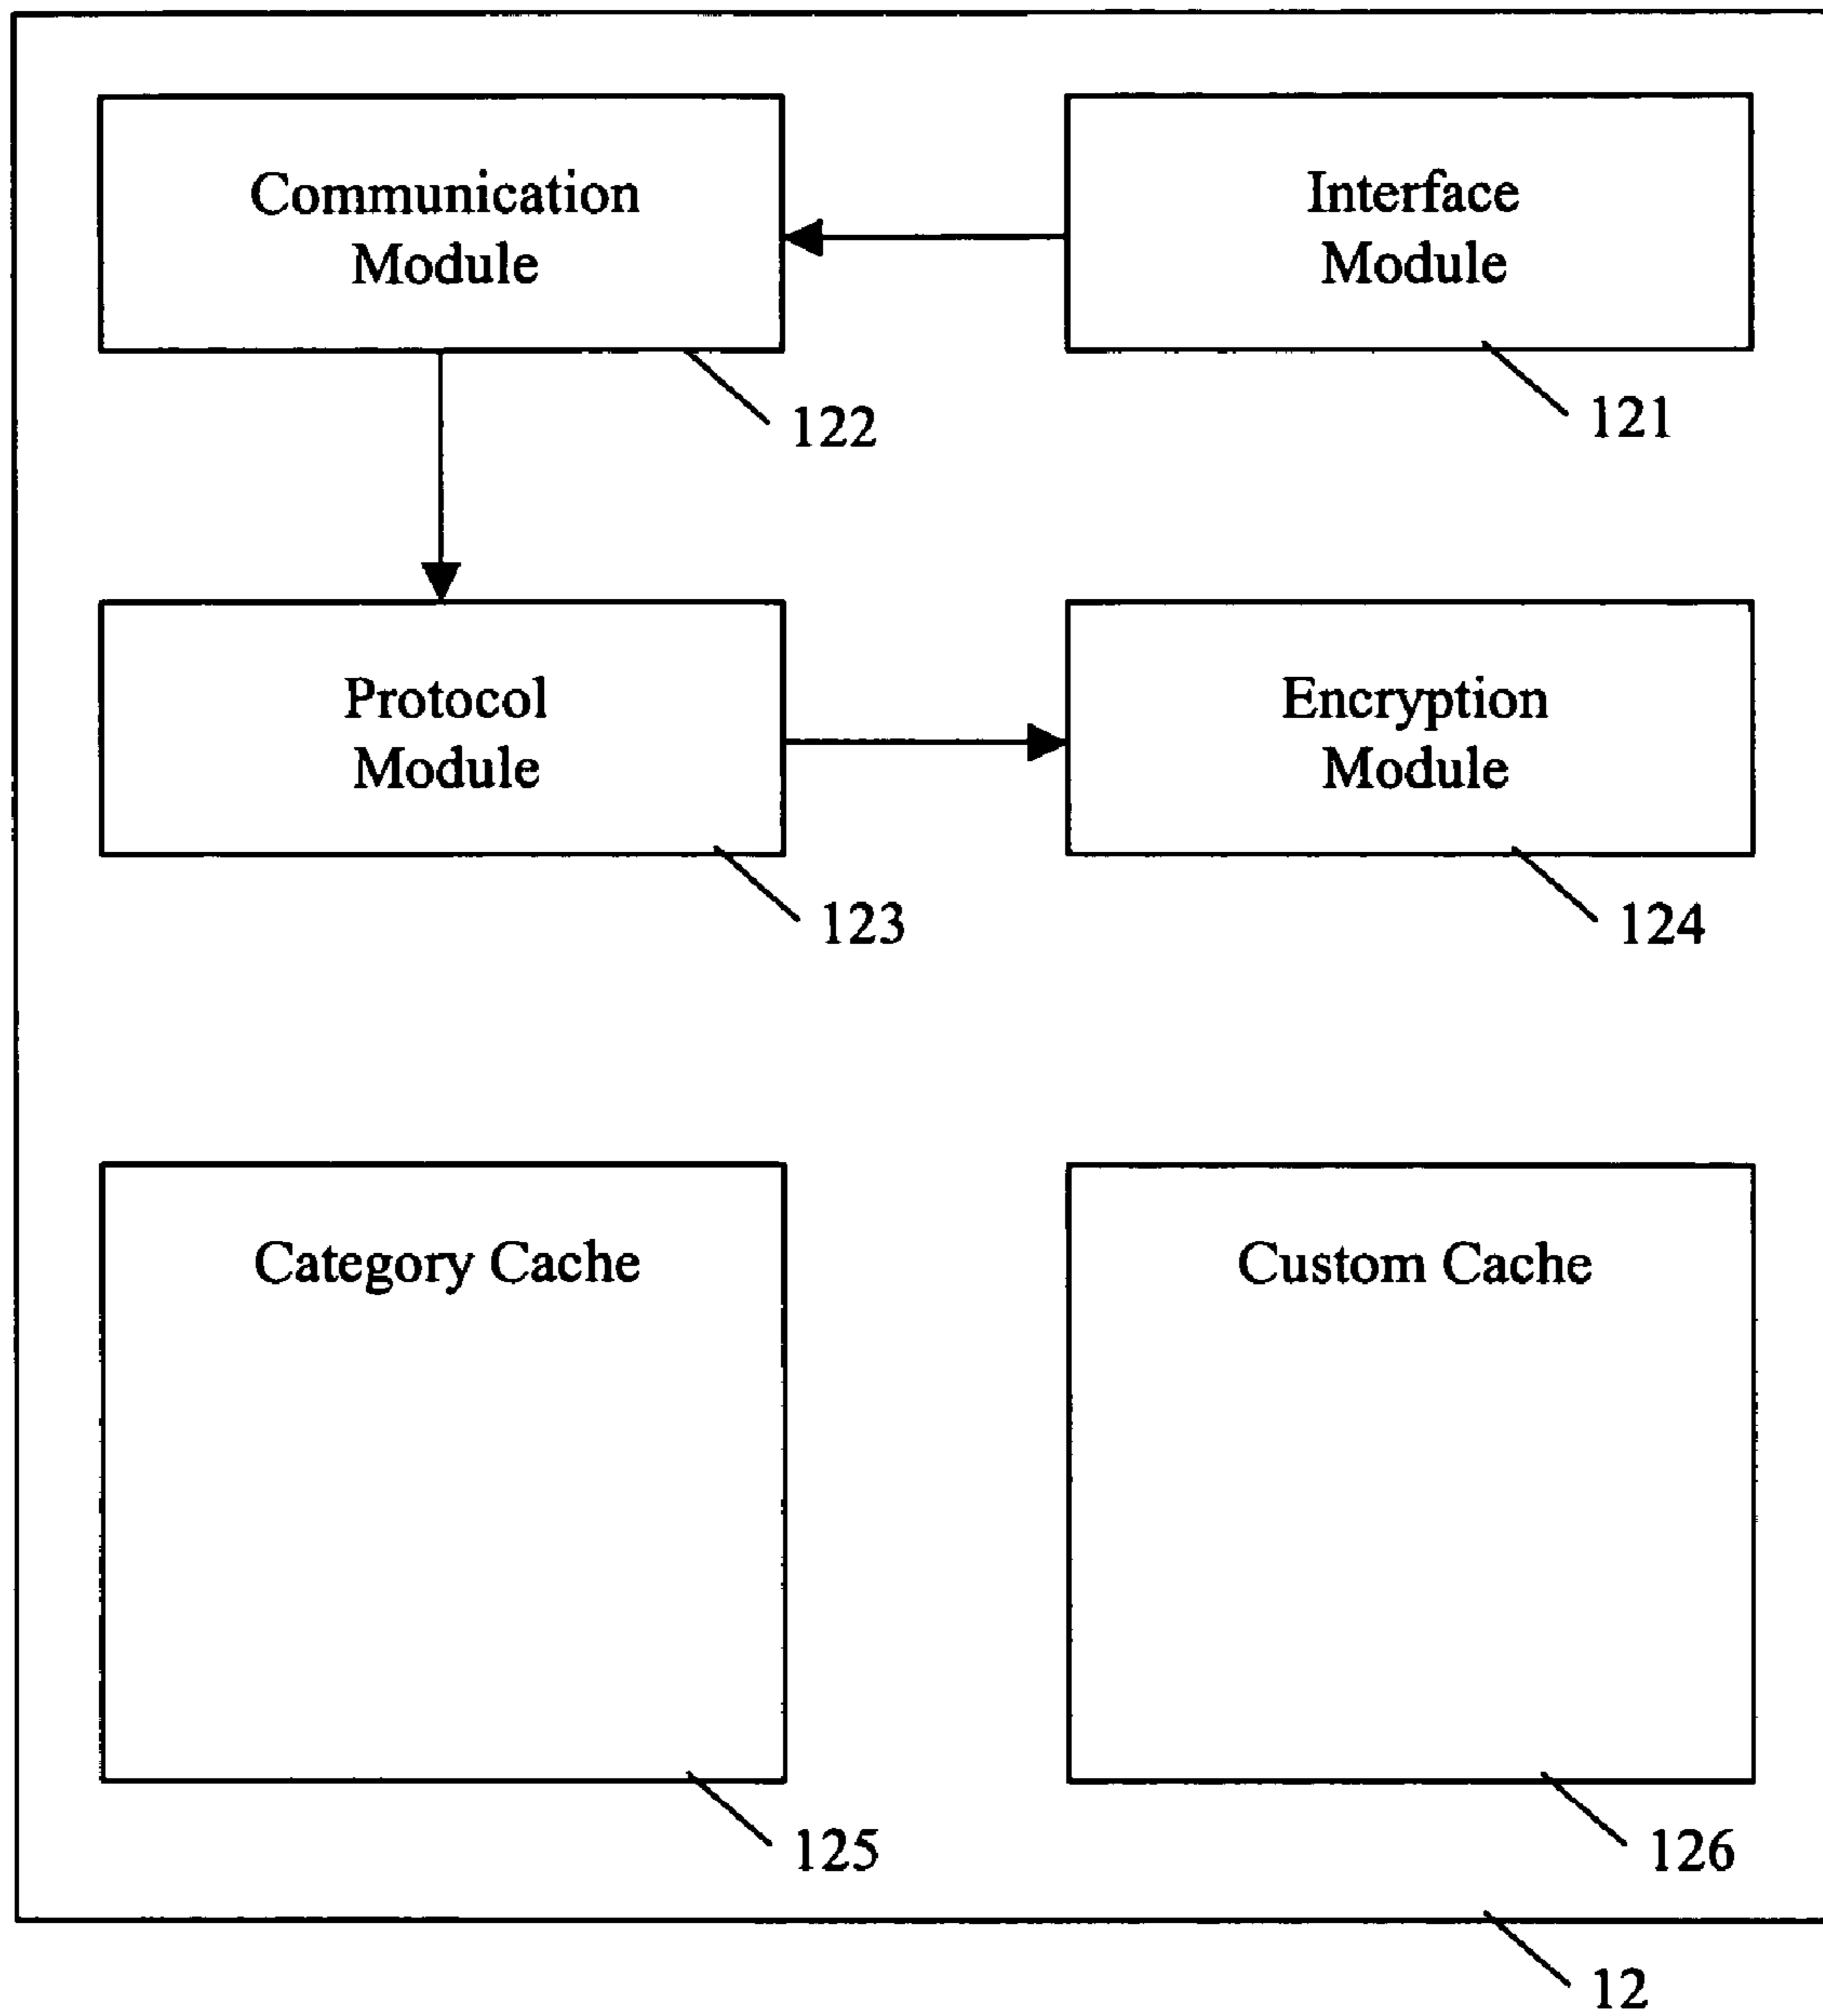 Communication
Module
Interface
Module
122
121
Protocol
Module
Encryption
Module
123
124
Category Cache
Custom Cache
125
126
12